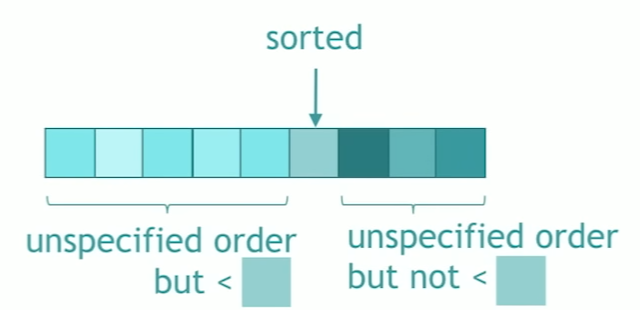 sorted
unspecified order
but <
unspecified order
but not <